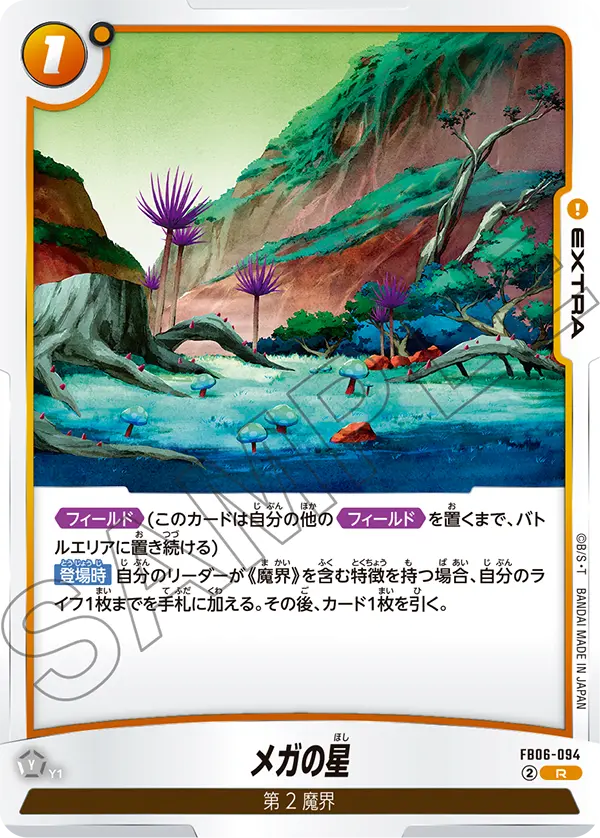 1
! EXTRA
フィールド (このカードは自分の他の フィールド を置くまで、バト
ルエリアに置き続ける)
登場時 自分のリーダーが《魔界》を含む特徴を持つ場合、自分のラ
イフ1枚までを手札に加える。その後、カード1枚を引く。
SAMPLE
©B/S・T BANDAI MADE IN JAPAN
Y Y1
ほし
メガの星
FB06-094
2 R
第2魔界